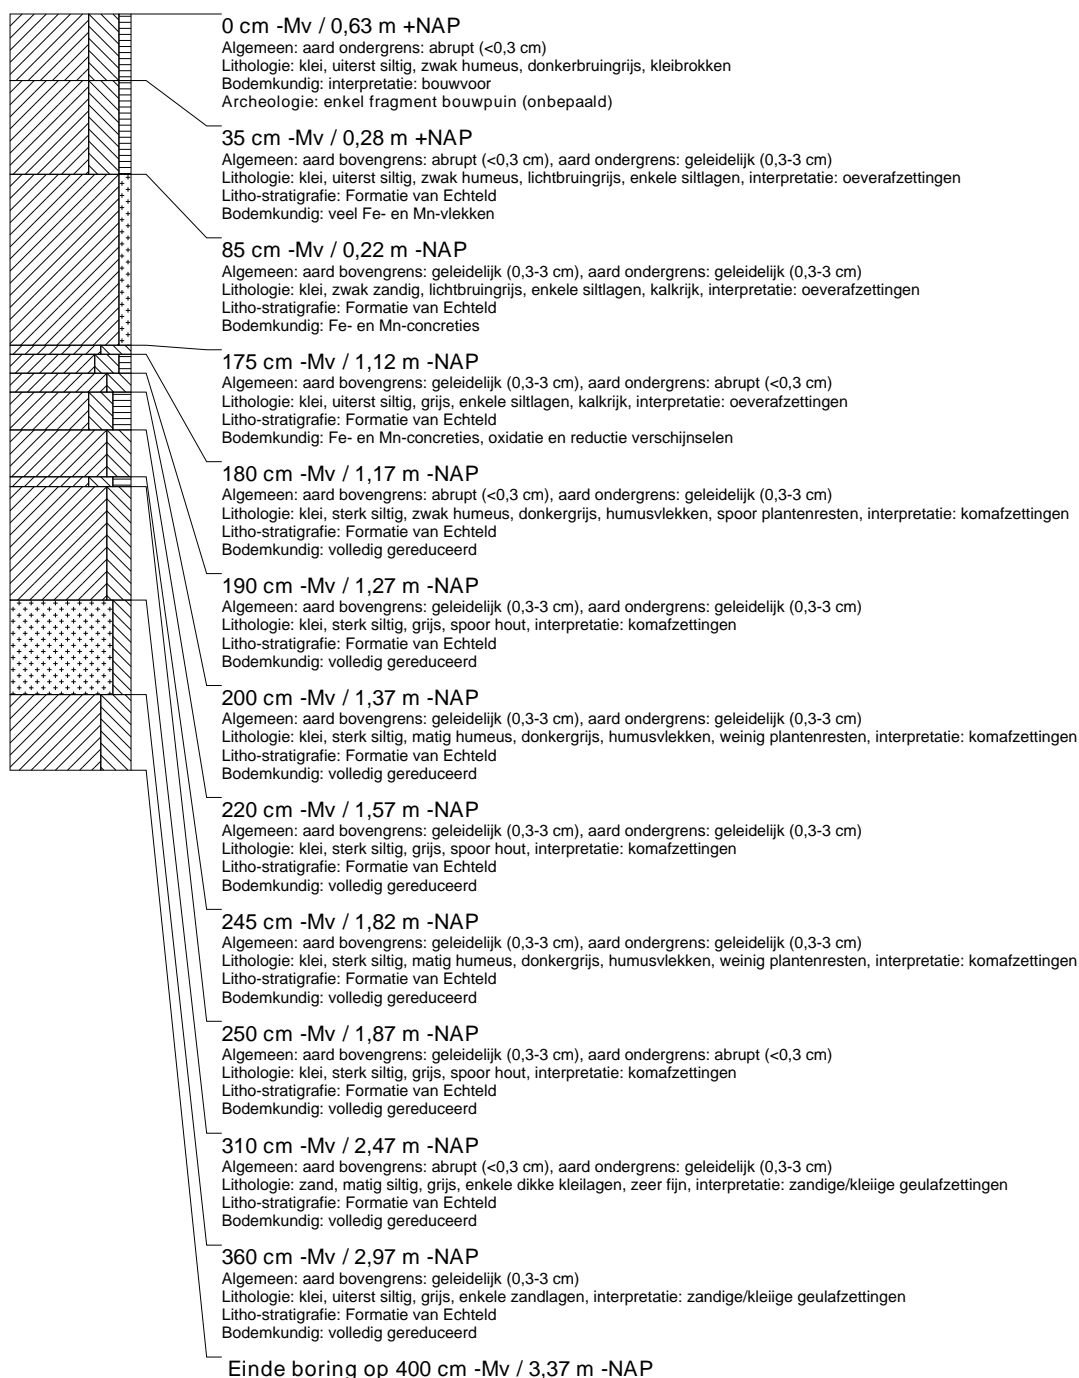 0 cm -Mv / 0,63 m +NAP
Algemeen: aard ondergrens: abrupt (<0,3 cm)
Lithologie: klei, uiterst siltig, zwak humeus, donkerbruingrijs, kleibrokken
Bodemkundig: interpretatie: bouwvoor
Archeologie: enkel fragment bouwpuin (onbepaald)
35 cm -Mv / 0,28 m +NAP
Algemeen: aard bovengrens: abrupt (<0,3 cm), aard ondergrens: geleidelijk (0,3-3 cm)
Lithologie: klei, uiterst siltig, zwak humeus, lichtbruingrijs, enkele siltlagen, interpretatie: oeverafzettingen
Litho-stratigrafie: Formatie van Echteld
Bodemkundig: veel Fe- en Mn-vlekken
85 cm -Mv / 0,22 m -NAP
Algemeen: aard bovengrens: geleidelijk (0,3-3 cm), aard ondergrens: geleidelijk (0,3-3 cm)
Lithologie: klei, zwak zandig, lichtbruingrijs, enkele siltlagen, kalkrijk, interpretatie: oeverafzettingen
Litho-stratigrafie: Formatie van Echteld
Bodemkundig: Fe- en Mn-concreties
175 cm -Mv / 1,12 m -NAP
Algemeen: aard bovengrens: geleidelijk (0,3-3 cm), aard ondergrens: abrupt (<0,3 cm)
Lithologie: klei, uiterst siltig, grijs, enkele siltlagen, kalkrijk, interpretatie: oeverafzettingen
Litho-stratigrafie: Formatie van Echteld
Bodemkundig: Fe- en Mn-concreties, oxidatie en reductie verschijnselen
180 cm -Mv / 1,17 m -NAP
Algemeen: aard bovengrens: abrupt (<0,3 cm), aard ondergrens: geleidelijk (0,3-3 cm)
Lithologie: klei, sterk siltig, zwak humeus, donkergrijs, humusvlekken, spoor plantenresten, interpretatie: komafzettingen
Litho-stratigrafie: Formatie van Echteld
Bodemkundig: volledig gereduceerd
190 cm -Mv / 1,27 m -NAP
Algemeen: aard bovengrens: geleidelijk (0,3-3 cm), aard ondergrens: geleidelijk (0,3-3 cm)
Lithologie: klei, sterk siltig, grijs, spoor hout, interpretatie: komafzettingen
Litho-stratigrafie: Formatie van Echteld
Bodemkundig: volledig gereduceerd
200 cm -Mv / 1,37 m -NAP
Algemeen: aard bovengrens: geleidelijk (0,3-3 cm), aard ondergrens: geleidelijk (0,3-3 cm)
Lithologie: klei, sterk siltig, matig humeus, donkergrijs, humusvlekken, weinig plantenresten, interpretatie: komafzettingen
Litho-stratigrafie: Formatie van Echteld
Bodemkundig: volledig gereduceerd
220 cm -Mv / 1,57 m -NAP
Algemeen: aard bovengrens: geleidelijk (0,3-3 cm), aard ondergrens: geleidelijk (0,3-3 cm)
Lithologie: klei, sterk siltig, grijs, spoor hout, interpretatie: komafzettingen
Litho-stratigrafie: Formatie van Echteld
Bodemkundig: volledig gereduceerd
245 cm -Mv / 1,82 m -NAP
Algemeen: aard bovengrens: geleidelijk (0,3-3 cm), aard ondergrens: geleidelijk (0,3-3 cm)
Lithologie: klei, sterk siltig, matig humeus, donkergrijs, humusvlekken, weinig plantenresten, interpretatie: komafzettingen
Litho-stratigrafie: Formatie van Echteld
Bodemkundig: volledig gereduceerd
250 cm -Mv / 1,87 m -NAP
Algemeen: aard bovengrens: geleidelijk (0,3-3 cm), aard ondergrens: abrupt (<0,3 cm)
Lithologie: klei, sterk siltig, grijs, spoor hout, interpretatie: komafzettingen
Litho-stratigrafie: Formatie van Echteld
Bodemkundig: volledig gereduceerd
310 cm -Mv / 2,47 m -NAP
Algemeen: aard bovengrens: abrupt (<0,3 cm), aard ondergrens: geleidelijk (0,3-3 cm)
Lithologie: zand, matig siltig, grijs, enkele dikke kleilagen, zeer fijn, interpretatie: zandige/kleiige geulafzettingen
Litho-stratigrafie: Formatie van Echteld
Bodemkundig: volledig gereduceerd
360 cm -Mv / 2,97 m -NAP
Algemeen: aard bovengrens: geleidelijk (0,3-3 cm)
Lithologie: klei, uiterst siltig, grijs, enkele zandlagen, interpretatie: zandige/kleiige geulafzettingen
Litho-stratigrafie: Formatie van Echteld
Bodemkundig: volledig gereduceerd
Einde boring op 400 cm -Mv / 3,37 m -NAP